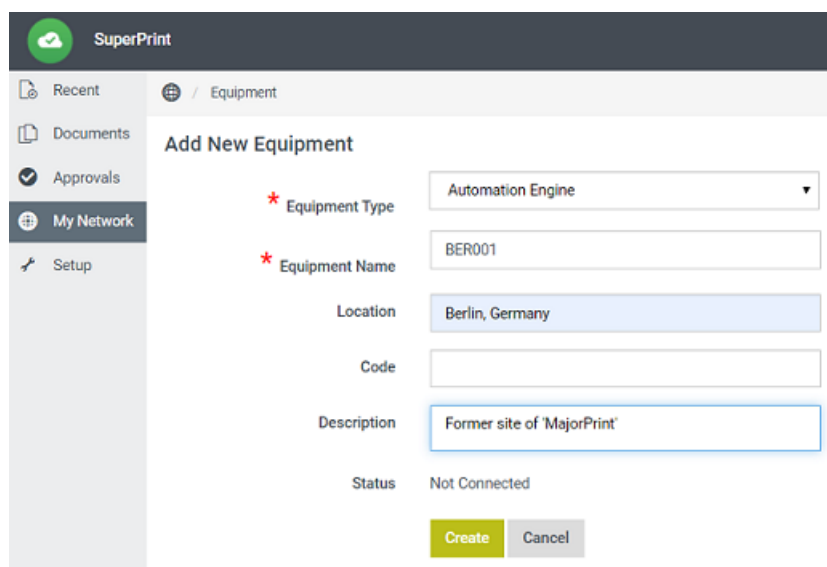 SuperPrint
Recent
Documents
Approvals
My Network
Setup
/ Equipment
Add New Equipment
* Equipment Type Automation Engine
* Equipment Name BER001
Location Berlin, Germany
Code
Description Former site of 'MajorPrint'
Status Not Connected
Create Cancel